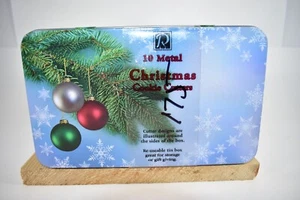 10 Metal
Christmas
Cookie Cutters
Cutter designs are
illustrated around
the sides of the box.
Re-usable tin box
great for storage
or gift giving.